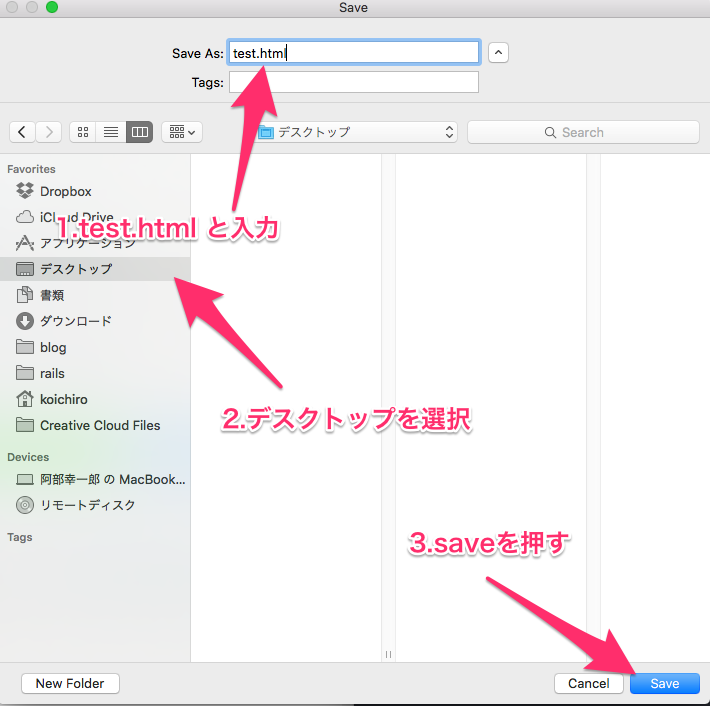 Save
Save As: test.html
Tags:
デスクトップ
Search
Favorites
Dropbox
iCloud Drive
1.test.html と入力
アプリケーション
デスクトップ
書類
ダウンロード
blog
rails
koichiro
2.デスクトップを選択
Creative Cloud Files
Devices
阿部幸一郎 の MacBook...
リモートディスク
Tags
3.saveを押す
New Folder
Cancel
Save